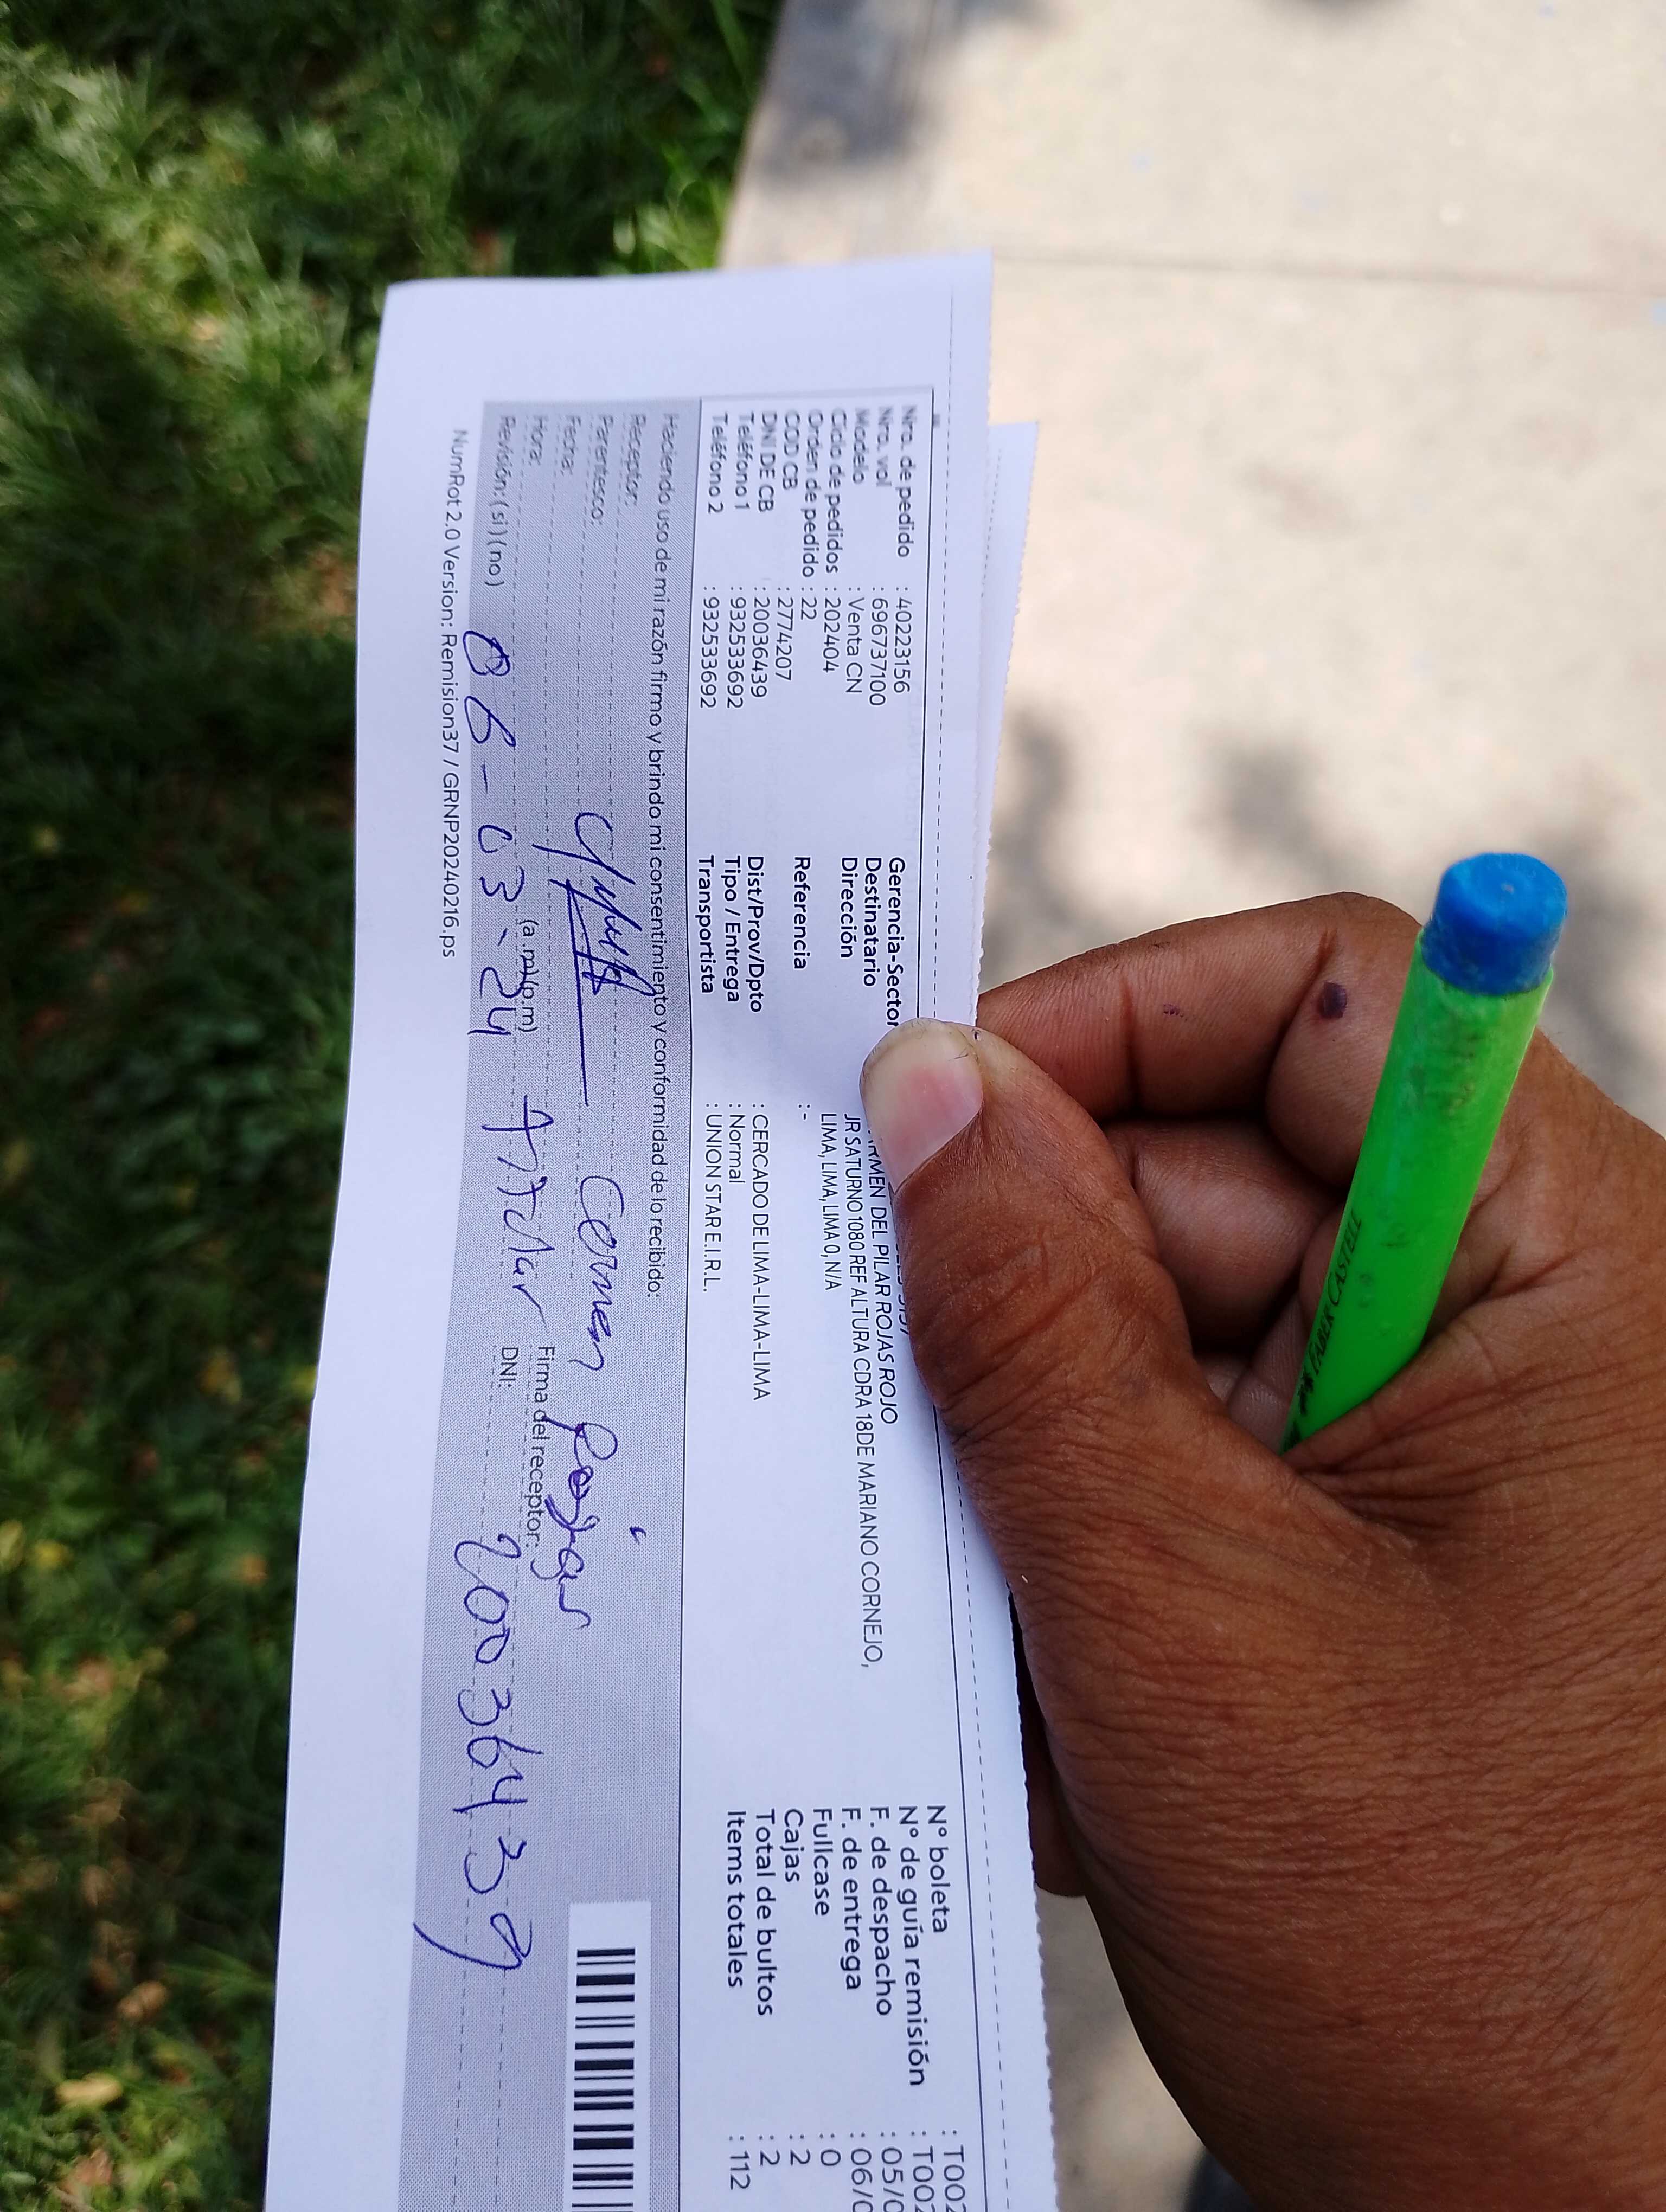 Nro. de pedido : 40223156
Nro. vol : 696737100
Modelo : Venta CN
Ciclo de pedidos : 202404
Orden de pedido : 22
COD CB : 2774207
DNI DE CB : 20036439
Teléfono 1 : 932533692
Teléfono 2 : 932533692
Gerencia-Sector
Destinatario RMEN DEL PILAR ROJAS ROJO
Dirección JR SATURNO 1080 REF ALTURA CDRA 18DE MARIANO CORNEJO,
LIMA, LIMA, LIMA 0, N/A
Referencia : -
Dist/Prov/Dpto : CERCADO DE LIMA-LIMA-LIMA
Tipo / Entrega : Normal
Transportista : UNION STAR E.I.R.L.
N° boleta : T002
N° de guía remisión : T002
F. de despacho : 05/0
F. de entrega : 06/0
Fullcase : 0
Cajas : 2
Total de bultos : 2
Items totales : 112
Haciendo uso de mi razón firmo y brindo mi consentimiento y conformidad de lo recibido:
Receptor:
Parentesco: Carmen Rojas
Fecha:
Hora: (a.m)(p.m) Titular Firma del receptor:
Revisión: (si) (no) 06-03-24 DNI: 20036439
NumRot 2.0 Version: Remision37 / GRNP20240216.ps
FABER CASTELL